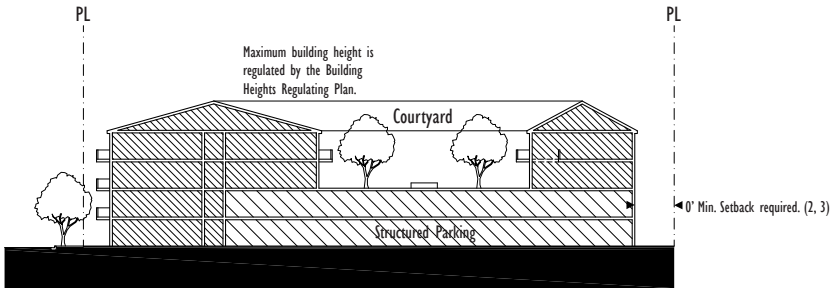 PL
PL
Maximum building height is
regulated by the Building
Heights Regulating Plan.
Courtyard
0' Min. Setback required. (2, 3)
Structured Parking